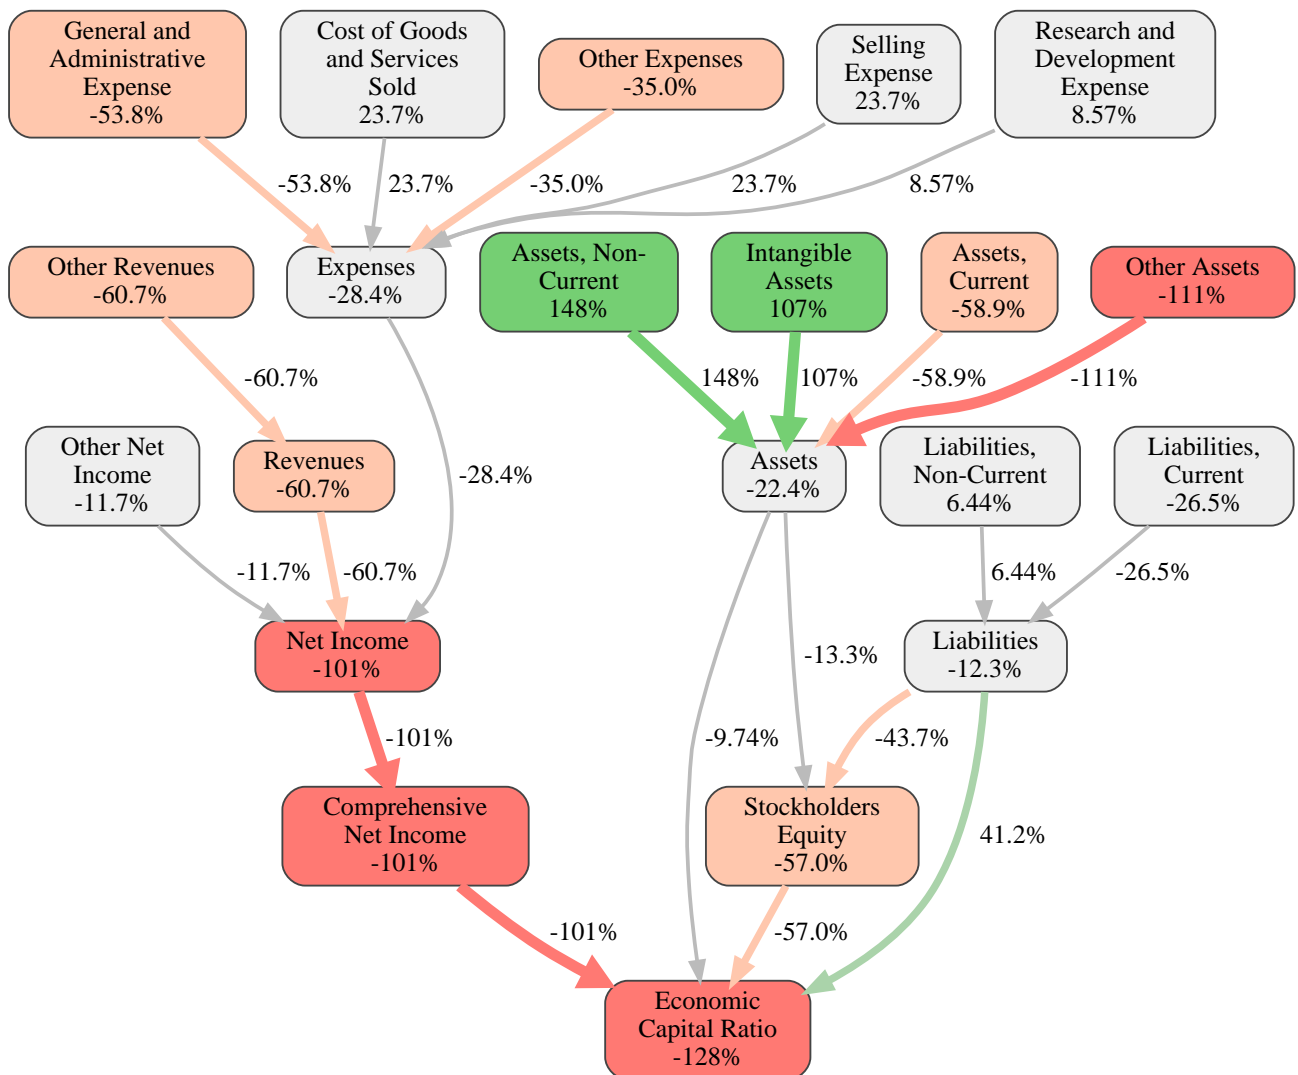 General and
Administrative
Expense
-53.8%
Cost of Goods
and Services
Sold
23.7%
Other Expenses
-35.0%
Selling
Expense
23.7%
Research and
Development
Expense
8.57%
-53.8%
23.7%
-35.0%
23.7%
8.57%
Other Revenues
-60.7%
Expenses
-28.4%
Assets, Non-
Current
148%
Intangible
Assets
107%
Assets,
Current
-58.9%
Other Assets
-111%
-60.7%
148%
107%
-58.9%
-111%
Other Net
Income
-11.7%
Revenues
-60.7%
-28.4%
Assets
-22.4%
Liabilities,
Non-Current
6.44%
Liabilities,
Current
-26.5%
-11.7%
-60.7%
6.44%
-26.5%
Net Income
-101%
-13.3%
Liabilities
-12.3%
-101%
-9.74%
-43.7%
Comprehensive
Net Income
-101%
Stockholders
Equity
-57.0%
41.2%
-101%
-57.0%
Economic
Capital Ratio
-128%